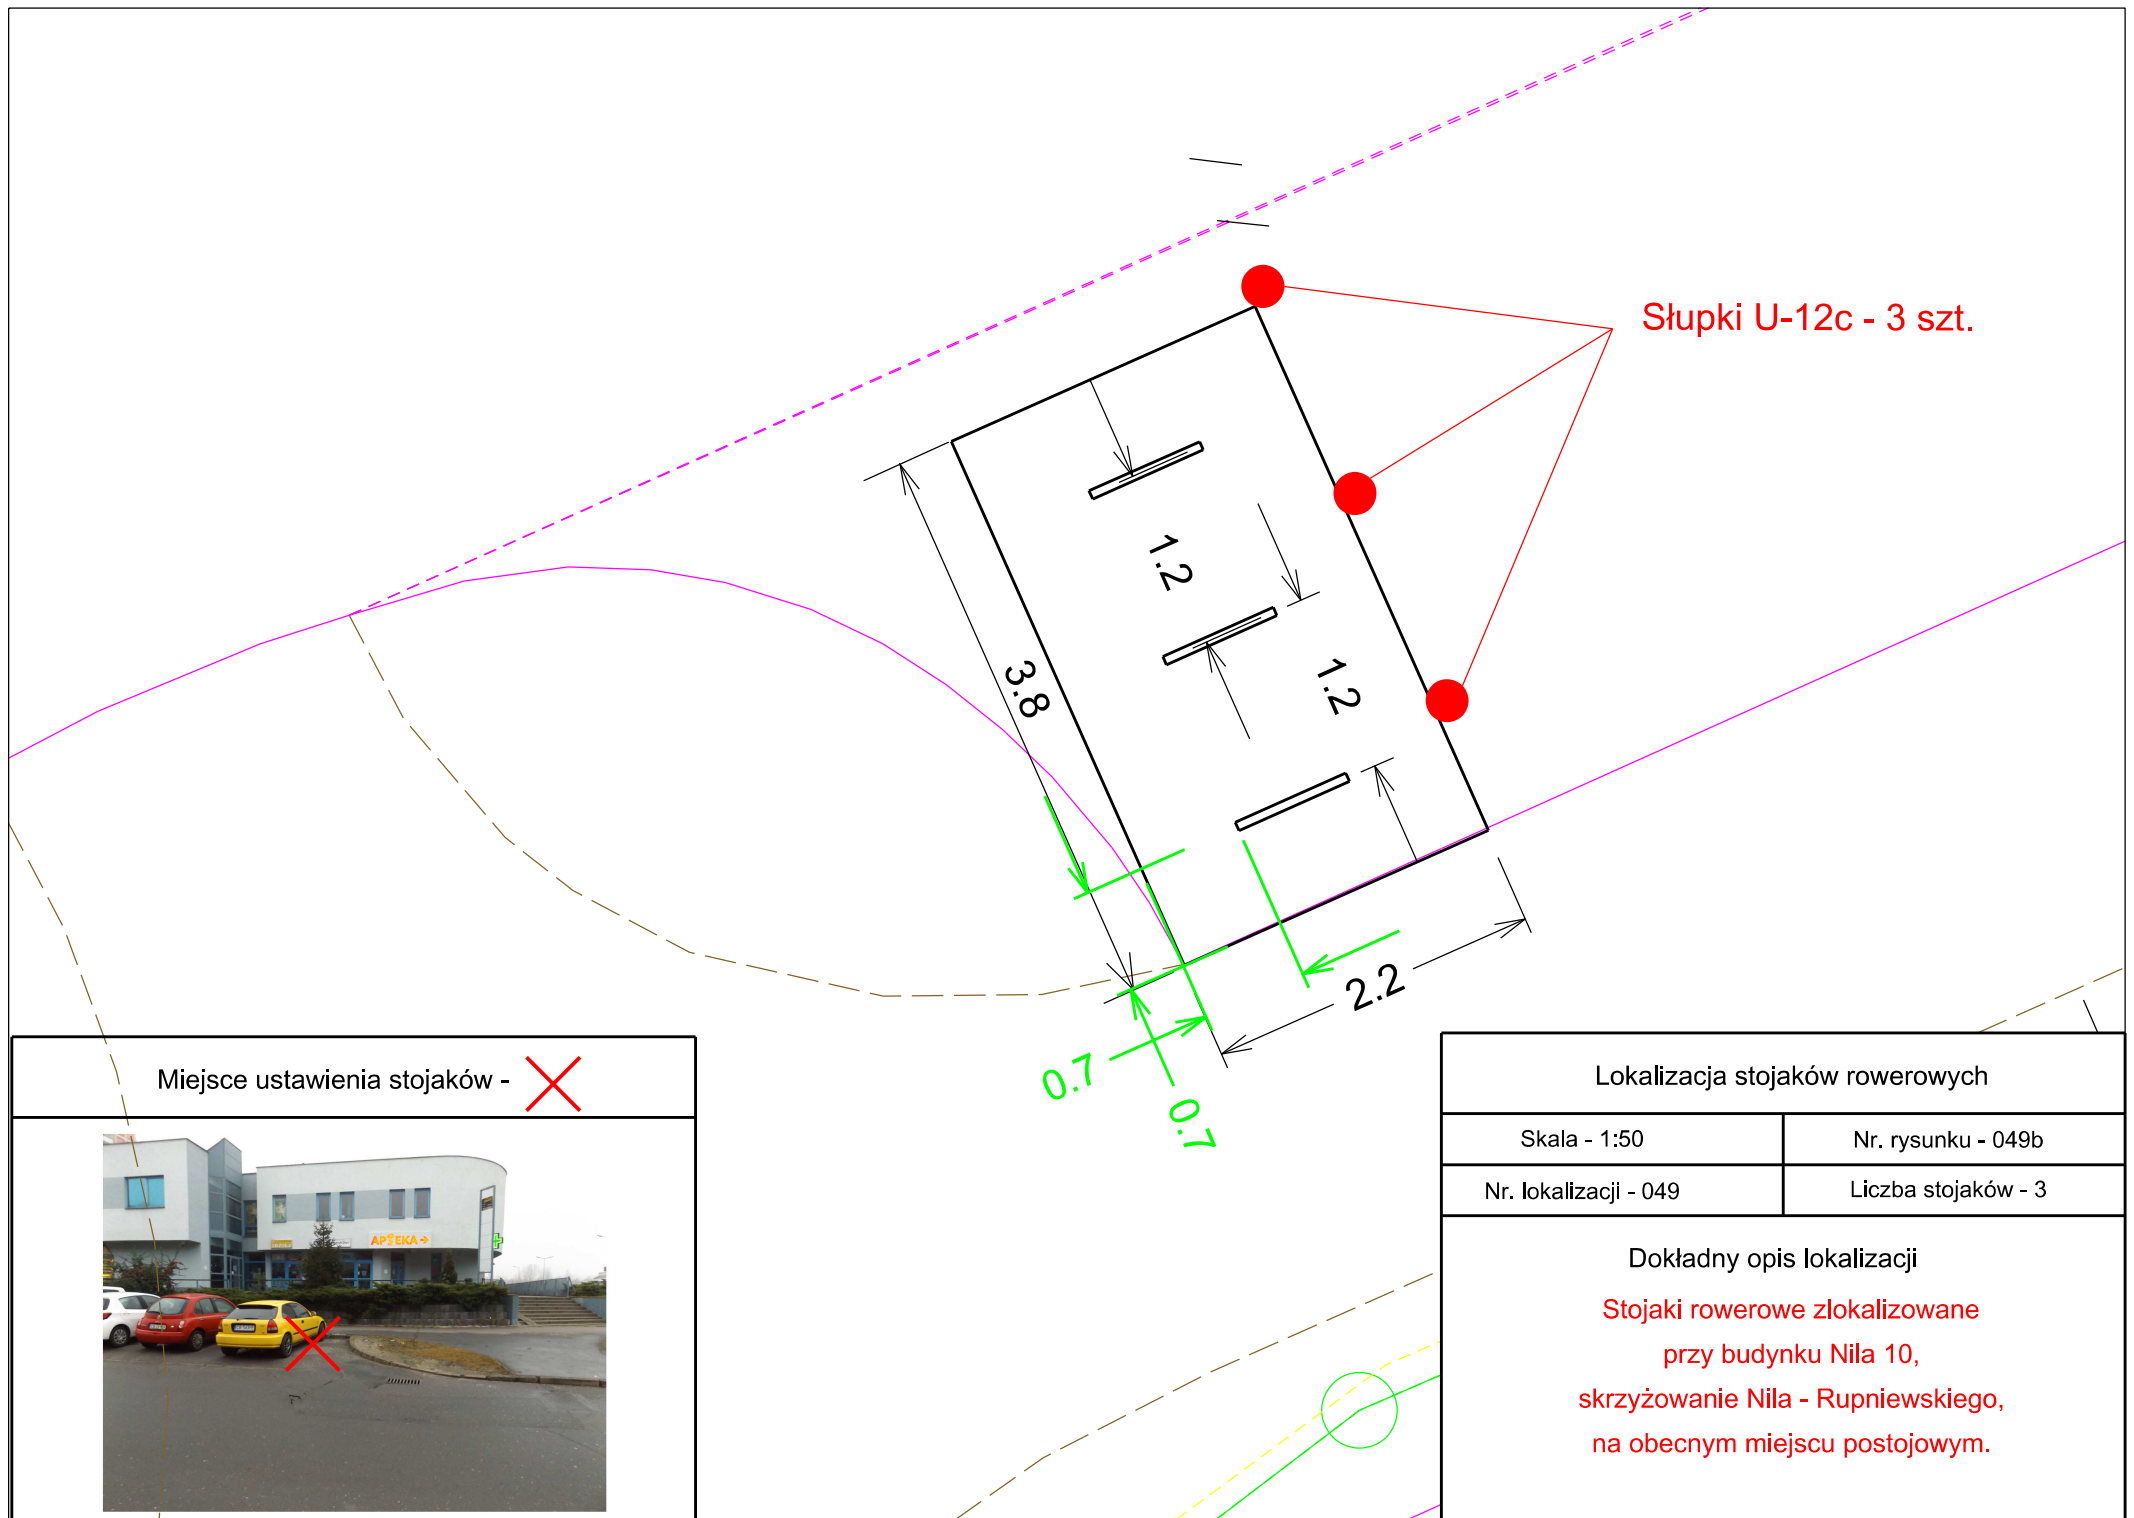 Słupki U-12c - 3 szt.
1.2
1.2
3.8
2.2
0.7
0.7
Miejsce ustawienia stojaków -
APTEKA
Lokalizacja stojaków rowerowych
Skala - 1:50
Nr. rysunku - 049b
Nr. lokalizacji - 049
Liczba stojaków - 3
Dokładny opis lokalizacji
Stojaki rowerowe zlokalizowane
przy budynku Nila 10,
skrzyżowanie Nila - Rupniewskiego,
na obecnym miejscu postojowym.